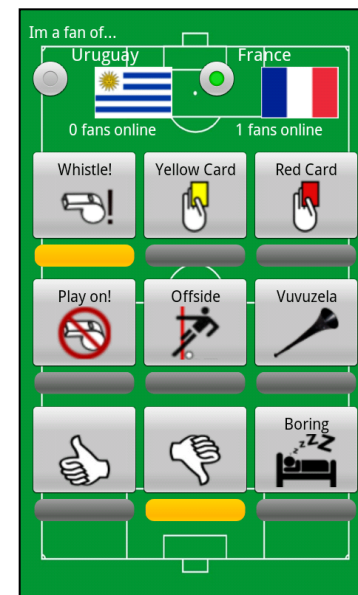 Im a fan of...
Uruguay France
0 fans online 1 fans online
Whistle! Yellow Card Red Card
Play on! Offside Vuvuzela
Boring
zzZZ